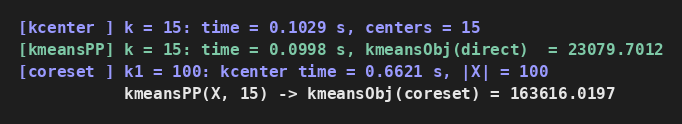 [kcenter ] k = 15: time = 0.1029 s, centers = 15
[kmeansPP] k = 15: time = 0.0998 s, kmeansObj(direct)  = 23079.7012
[coreset ] k1 = 100: kcenter time = 0.6621 s, |X| = 100
           kmeansPP(X, 15) -> kmeansObj(coreset) = 163616.0197